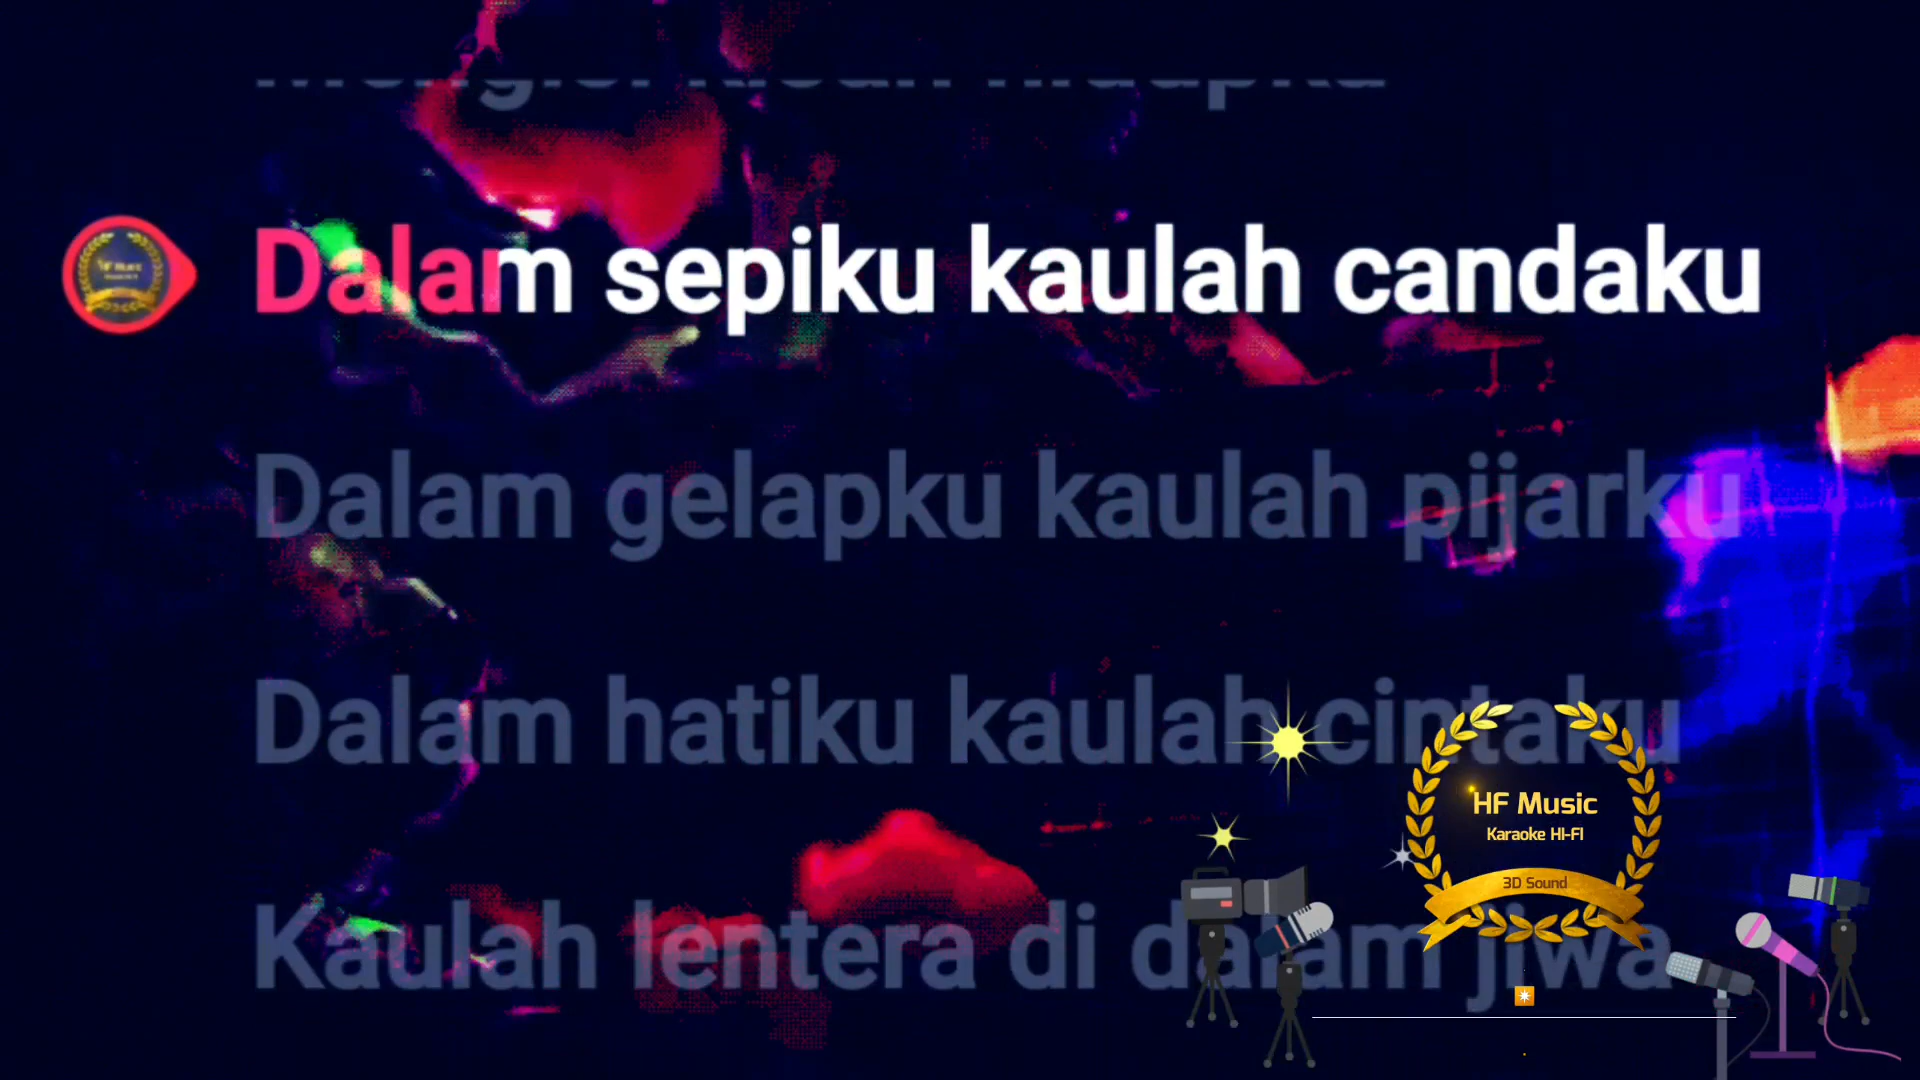 Dalam sepiku kaulah candaku
Dalam gelapku kaulah pijarku
Dalam hatiku kaulah cintaku
Kaulah lentera di dalam jiwa
HF Music
Karaoke HI-FI
3D Sound